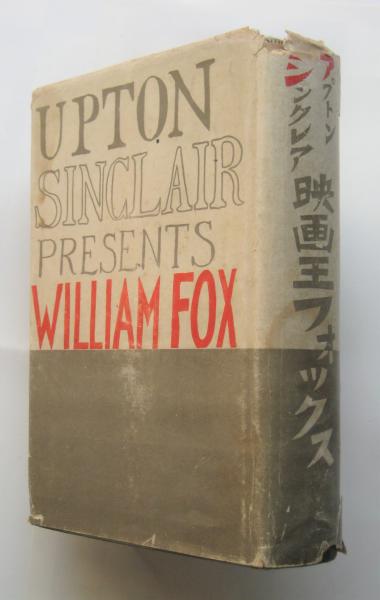 UPTON
SINCLAIR
PRESENTS
WILLIAM FOX
アプトン
シンクレア
映画王フォックス